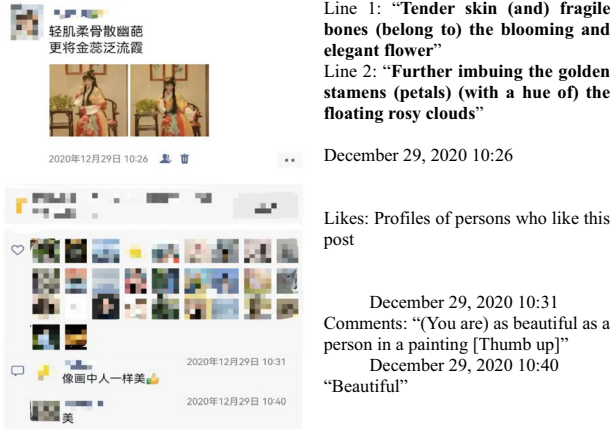 轻肌柔骨散幽葩
更将金蕊泛流霞
2020年12月29日 10:26
2020年12月29日 10:31
像画中人一样美👍
2020年12月29日 10:40
美
Line 1: “Tender skin (and) fragile
bones (belong to) the blooming and
elegant flower”
Line 2: “Further imbuing the golden
stamens (petals) (with a hue of) the
floating rosy clouds”
December 29, 2020 10:26
Likes: Profiles of persons who like this
post
December 29, 2020 10:31
Comments: “(You are) as beautiful as a
person in a painting [Thumb up]”
December 29, 2020 10:40
“Beautiful”